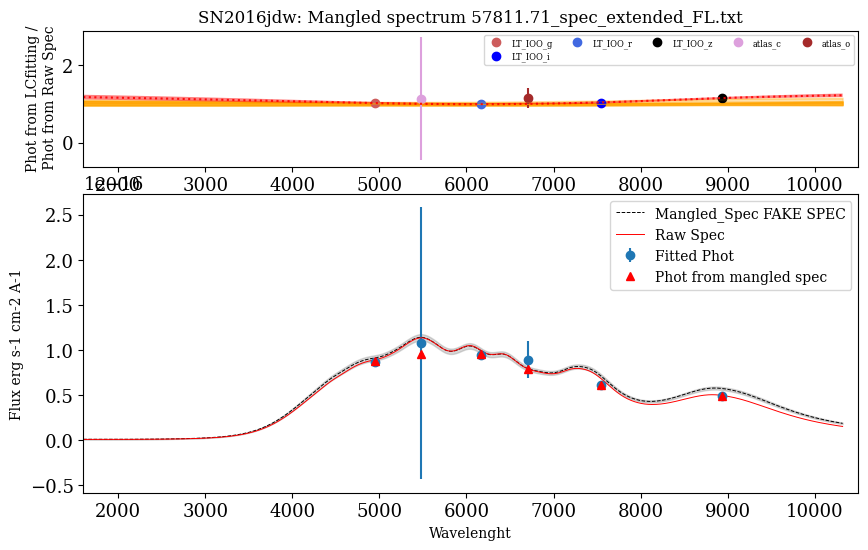 SN2016jdw: Mangled spectrum 57811.71_spec_extended_FL.txt
Phot from LCfitting /
Phot from Raw Spec
2
0
LT_IOO_g LT_IOO_r LT_IOO_z atlas_c atlas_o
LT_IOO_i
2000 3000 4000 5000 6000 7000 8000 9000 10000
1e−16
Flux erg s-1 cm-2 A-1
2.5
2.0
1.5
1.0
0.5
0.0
−0.5
Mangled_Spec FAKE SPEC
Raw Spec
Fitted Phot
Phot from mangled spec
2000 3000 4000 5000 6000 7000 8000 9000 10000
Wavelenght